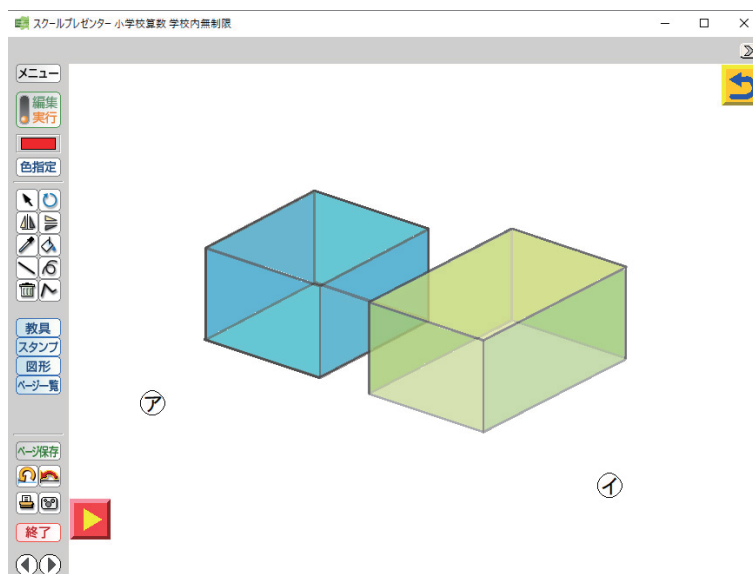 スクールプレゼンター 小学校算数 学校内無制限
メニュー
編集
実行
色指定
教具
スタンプ
図形
ページ一覧
ページ保存
終了
ア
イ